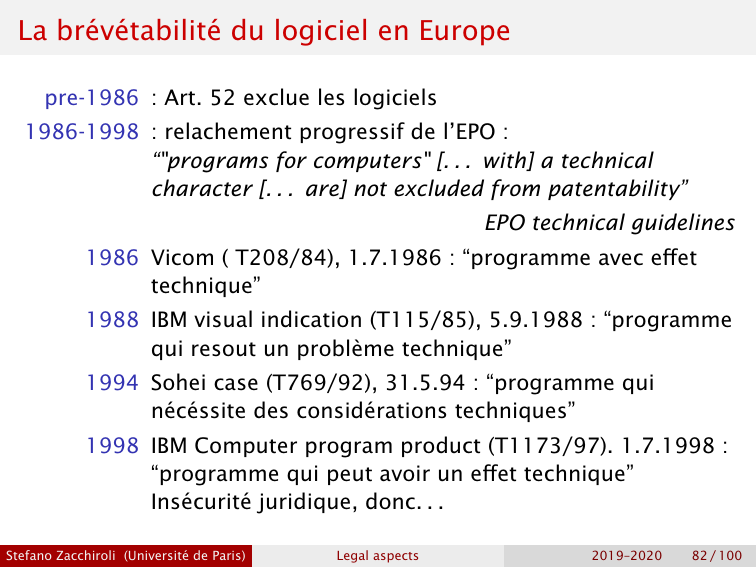 La brévétabilité du logiciel en Europe
pre-1986 : Art. 52 exclue les logiciels
1986-1998 : relachement progressif de l'EPO :
“"programs for computers" [. . . with] a technical
character [. . . are] not excluded from patentability”
EPO technical guidelines
1986 Vicom ( T208/84), 1.7.1986 : “programme avec effet
technique”
1988 IBM visual indication (T115/85), 5.9.1988 : “programme
qui resout un problème technique”
1994 Sohei case (T769/92), 31.5.94 : “programme qui
nécéssite des considérations techniques”
1998 IBM Computer program product (T1173/97). 1.7.1998 :
“programme qui peut avoir un effet technique”
Insécurité juridique, donc. . .
Stefano Zacchiroli (Université de Paris) Legal aspects 2019–2020 82 / 100